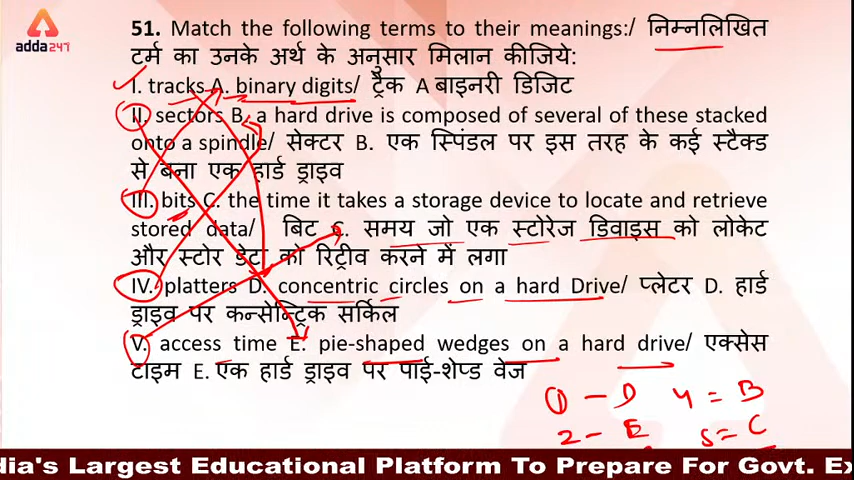 adda247
51. Match the following terms to their meanings:/ निम्नलिखित
टर्म का उनके अर्थ के अनुसार मिलान कीजिये:
I. tracks A. binary digits/ ट्रैक A बाइनरी डिजिट
II. sectors B. a hard drive is composed of several of these stacked
onto a spindle/ सेक्टर B. एक स्पिंडल पर इस तरह के कई स्टैक्ड
से बना एक हार्ड ड्राइव
III. bits C. the time it takes a storage device to locate and retrieve
stored data/ बिट C. समय जो एक स्टोरेज डिवाइस को लोकेट
और स्टोर डेटा को रिट्रीव करने में लगा
IV. platters D. concentric circles on a hard Drive/ प्लेटर D. हार्ड
ड्राइव पर कन्सेन्ट्रिक सर्किल
V. access time E. pie-shaped wedges on a hard drive/ एक्सेस
टाइम E. एक हार्ड ड्राइव पर पाई-शेप्ड वेज
1 – D 4 = B
2 – E 5 = C
dia's Largest Educational Platform To Prepare For Govt. Ex